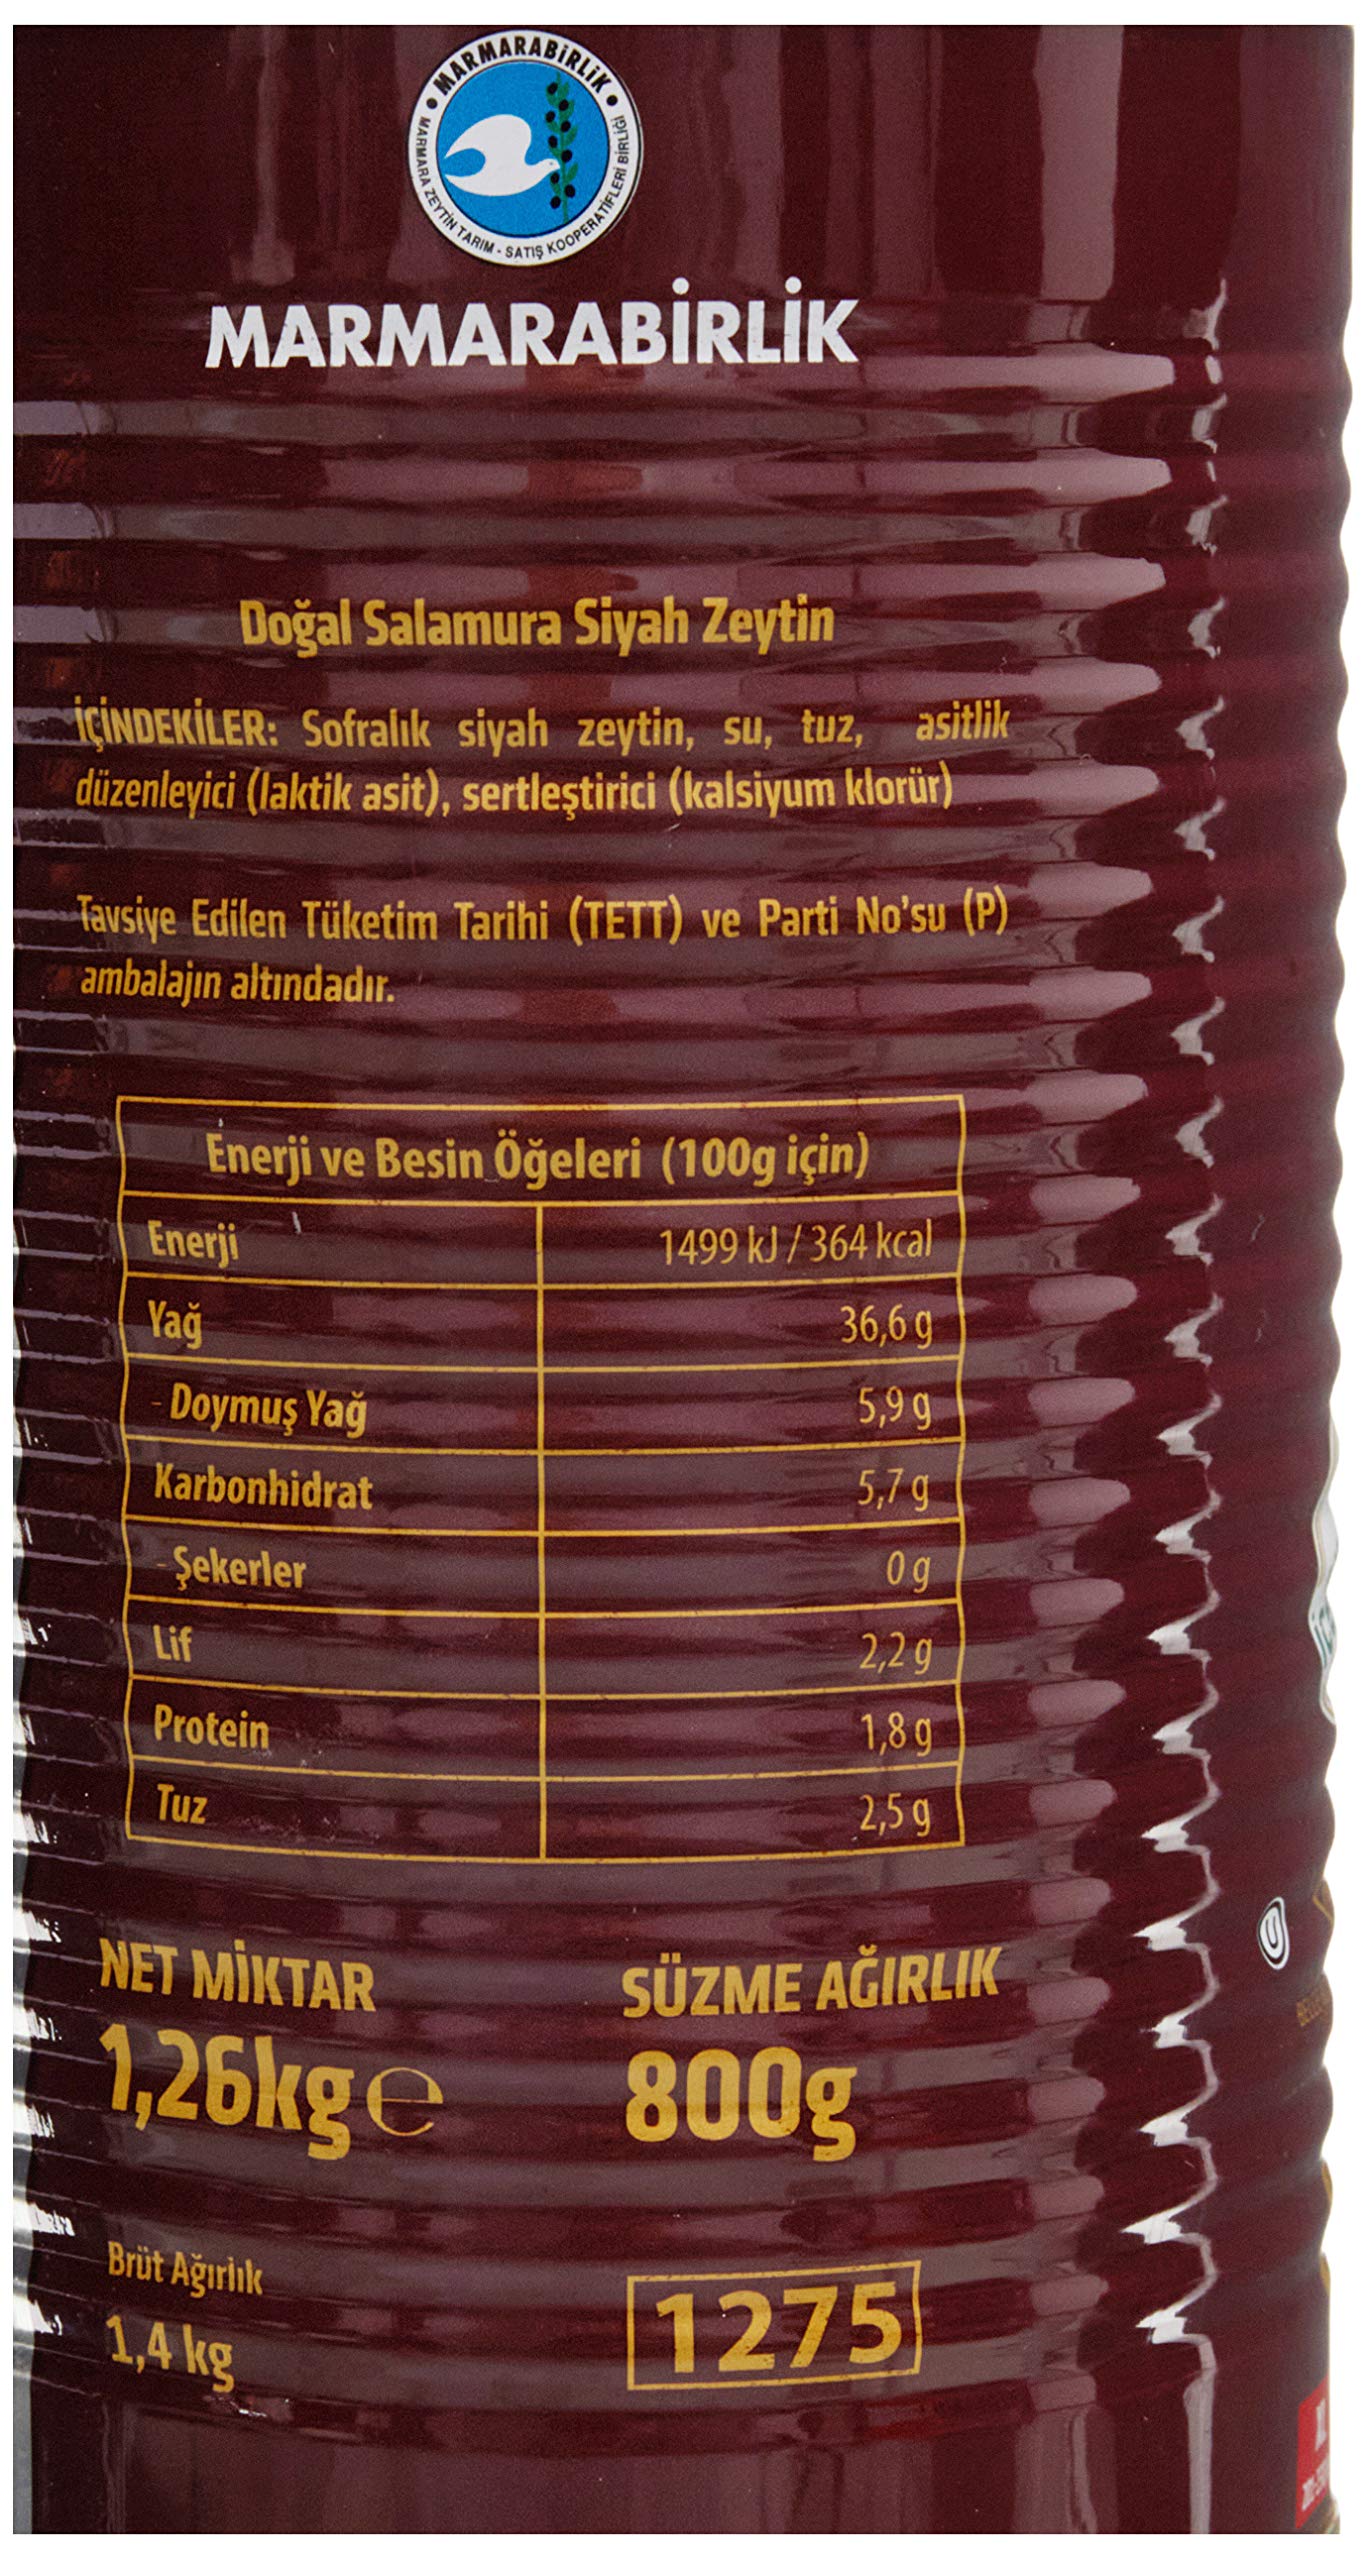 MARMARABİRLİK
MARMARA ZEYTİN TARIM - SATIŞ KOOPERATİFLERİ BİRLİĞİ
MARMARABİRLİK
Doğal Salamura Siyah Zeytin
İÇİNDEKİLER: Sofralık siyah zeytin, su, tuz, asitlik
düzenleyici (laktik asit), sertleştirici (kalsiyum klorür)
Tavsiye Edilen Tüketim Tarihi (TETT) ve Parti No'su (P)
ambalajın altındadır.
Enerji ve Besin Öğeleri (100g için)
Enerji 1499 kJ / 364 kcal
Yağ 36,6 g
- Doymuş Yağ 5,9 g
Karbonhidrat 5,7 g
- Şekerler 0 g
Lif 2,2 g
Protein 1,8 g
Tuz 2,5 g
NET MİKTAR SÜZME AĞIRLIK
1,26kg ℮ 800g
Brüt Ağırlık
1,4 kg
1275